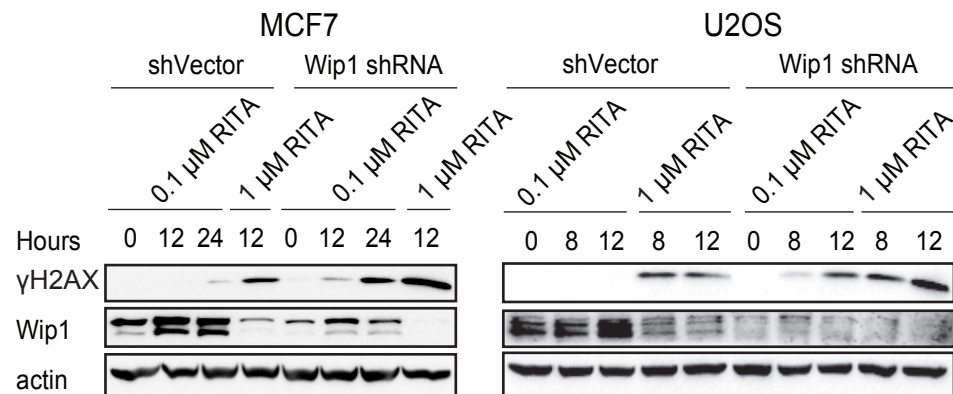 MCF7 U2OS
shVector Wip1 shRNA shVector Wip1 shRNA
0.1 µM RITA 1 µM RITA 0.1 µM RITA 1 µM RITA 0.1 µM RITA 1 µM RITA 0.1 µM RITA 1 µM RITA
Hours 0 12 24 12 0 12 24 12 0 8 12 8 12 0 8 12 8 12
γH2AX
Wip1
actin